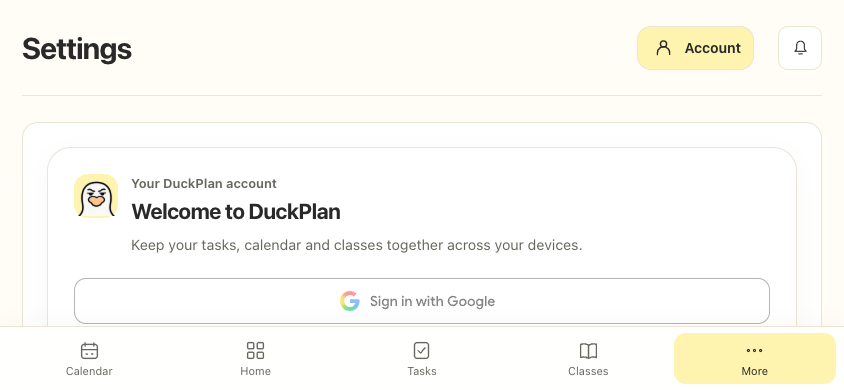 Settings
Account
Your DuckPlan account
Welcome to DuckPlan
Keep your tasks, calendar and classes together across your devices.
Sign in with Google
Calendar
Home
Tasks
Classes
More